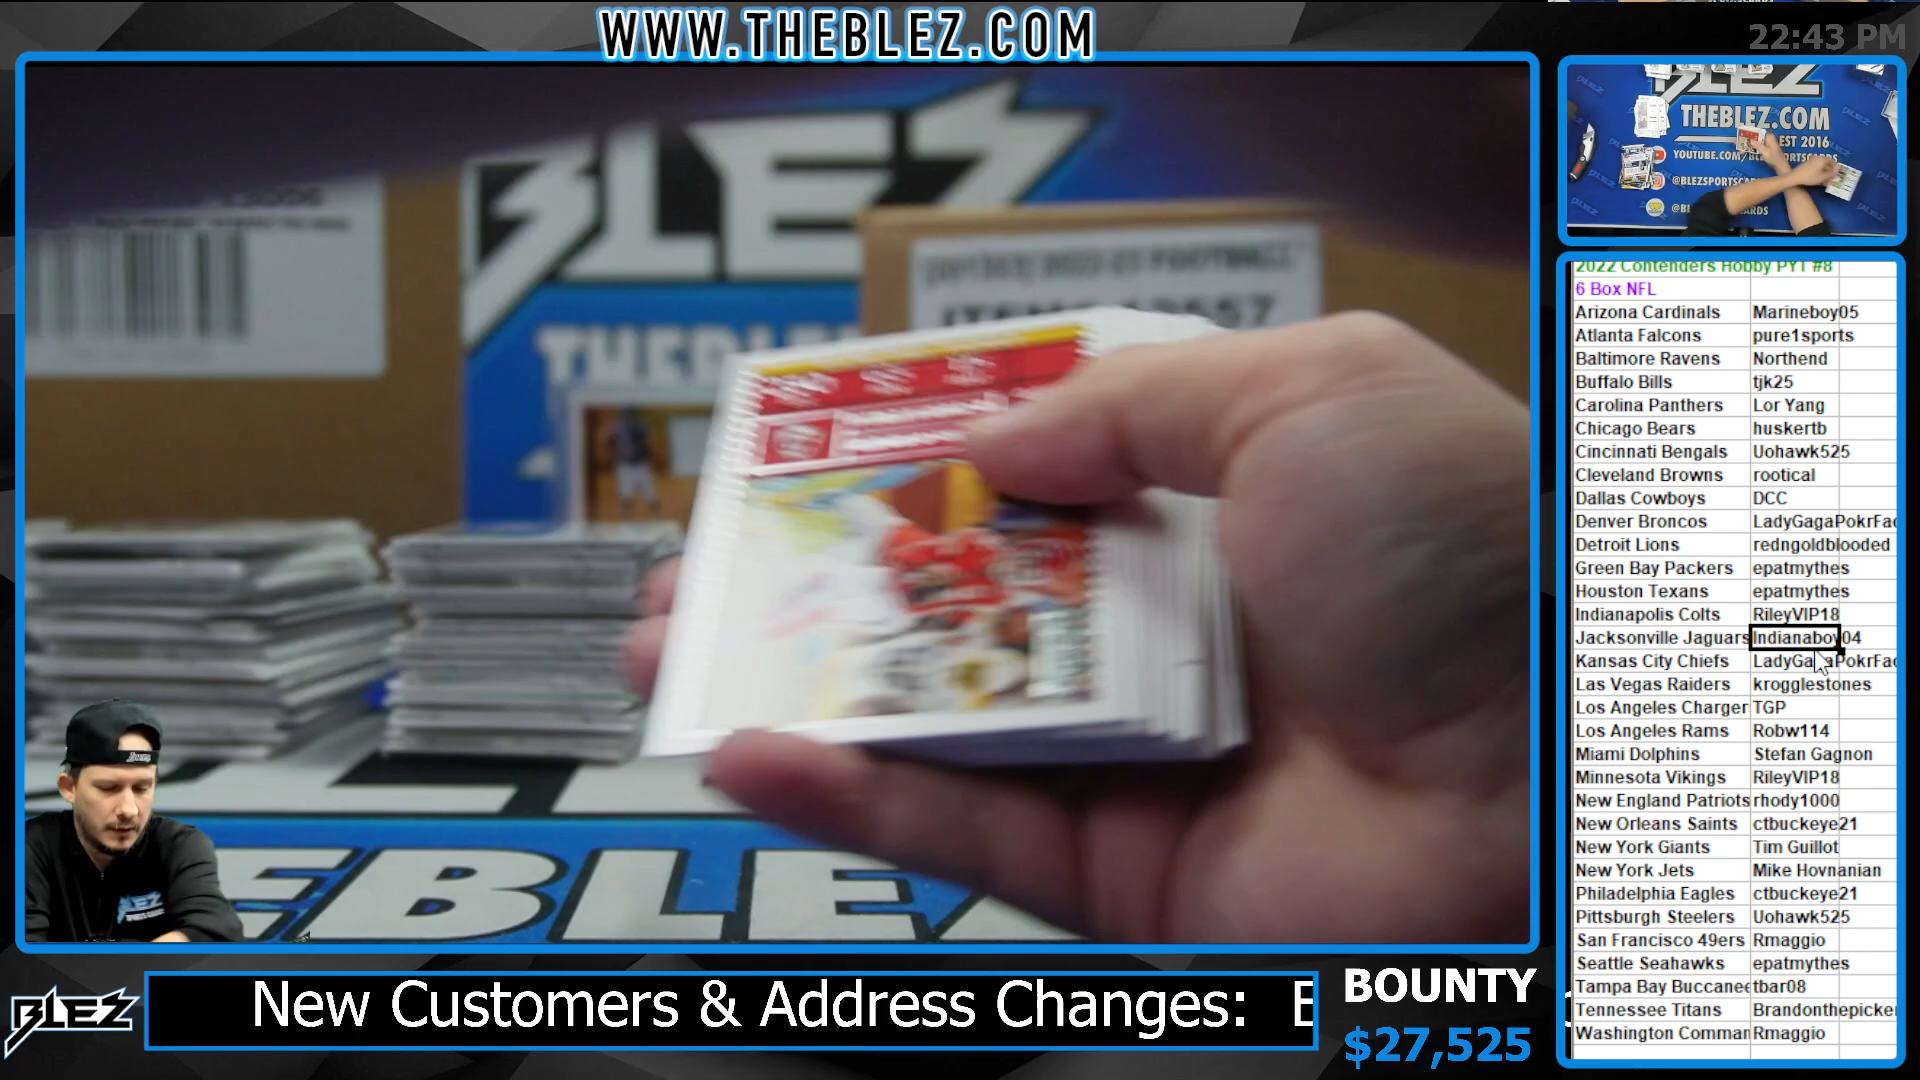 WWW.THEBLEZ.COM
22:43 PM
BLEZ
THEBLEZ.COM
EST 2016
2022 Contenders Hobby PYT #8
6 Box NFL
Arizona Cardinals Marineboy05
Atlanta Falcons pure1sports
Baltimore Ravens Northend
Buffalo Bills tjk25
Carolina Panthers Lor Yang
Chicago Bears huskertb
Cincinnati Bengals Uohawk525
Cleveland Browns rootical
Dallas Cowboys DCC
Denver Broncos LadyGagaPokrFac
Detroit Lions redngoldblooded
Green Bay Packers epatmythes
Houston Texans epatmythes
Indianapolis Colts RileyVIP18
Jacksonville Jaguars Indianaboy04
Kansas City Chiefs LadyGagaPokrFac
Las Vegas Raiders krogglestones
Los Angeles Charger TGP
Los Angeles Rams Robw114
Miami Dolphins Stefan Gagnon
Minnesota Vikings RileyVIP18
New England Patriots rhody1000
New Orleans Saints ctbuckeye21
New York Giants Tim Guillot
New York Jets Mike Hovnanian
Philadelphia Eagles ctbuckeye21
Pittsburgh Steelers Uohawk525
San Francisco 49ers Rmaggio
Seattle Seahawks epatmythes
Tampa Bay Buccanee tbar08
Tennessee Titans Brandonthepicker
Washington Comman Rmaggio
BLEZ
New Customers & Address Changes:
BOUNTY
$27,525